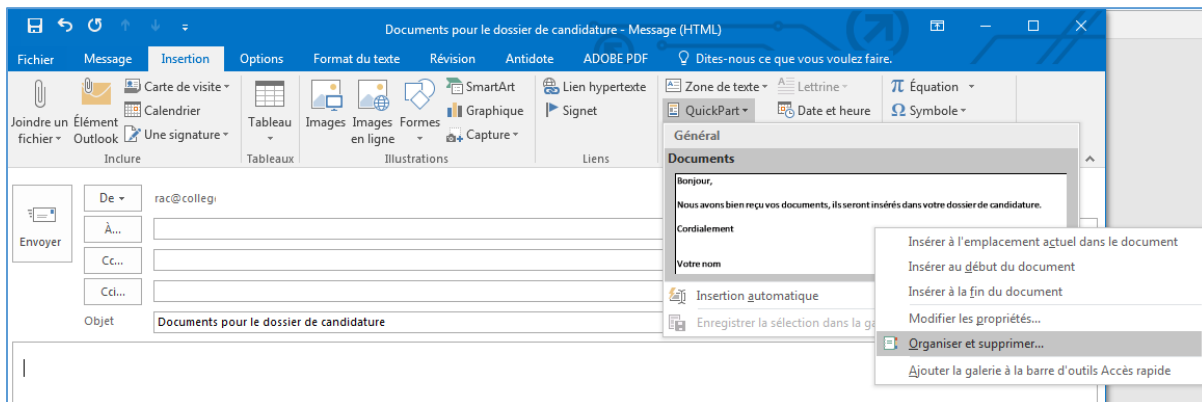 Documents pour le dossier de candidature - Message (HTML)
Fichier Message Insertion Options Format du texte Révision Antidote ADOBE PDF Dites-nous ce que vous voulez faire.
Joindre un fichier
Élément Outlook
Carte de visite
Calendrier
Une signature
Inclure
Tableau
Tableaux
Images
Images en ligne
Formes
SmartArt
Graphique
Capture
Illustrations
Lien hypertexte
Signet
Liens
Zone de texte
QuickPart
Lettrine
Date et heure
π Équation
Ω Symbole
Général
Documents
Bonjour,
Nous avons bien reçu vos documents, ils seront insérés dans votre dossier de candidature.
Cordialement
Votre nom
Insertion automatique
Enregistrer la sélection dans la ga
Insérer à l'emplacement actuel dans le document
Insérer au début du document
Insérer à la fin du document
Modifier les propriétés...
Organiser et supprimer...
Ajouter la galerie à la barre d'outils Accès rapide
Envoyer
De rac@colleg
À...
Cc...
Cci...
Objet Documents pour le dossier de candidature